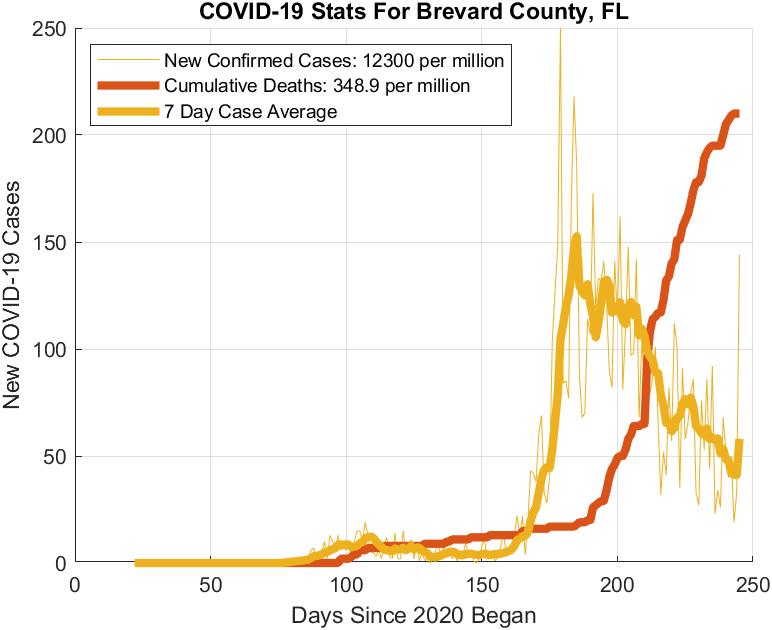 COVID-19 Stats For Brevard County, FL
250
New Confirmed Cases: 12300 per million
Cumulative Deaths: 348.9 per million
7 Day Case Average
200
150
100
50
0
New COVID-19 Cases
0 50 100 150 200 250
Days Since 2020 Began